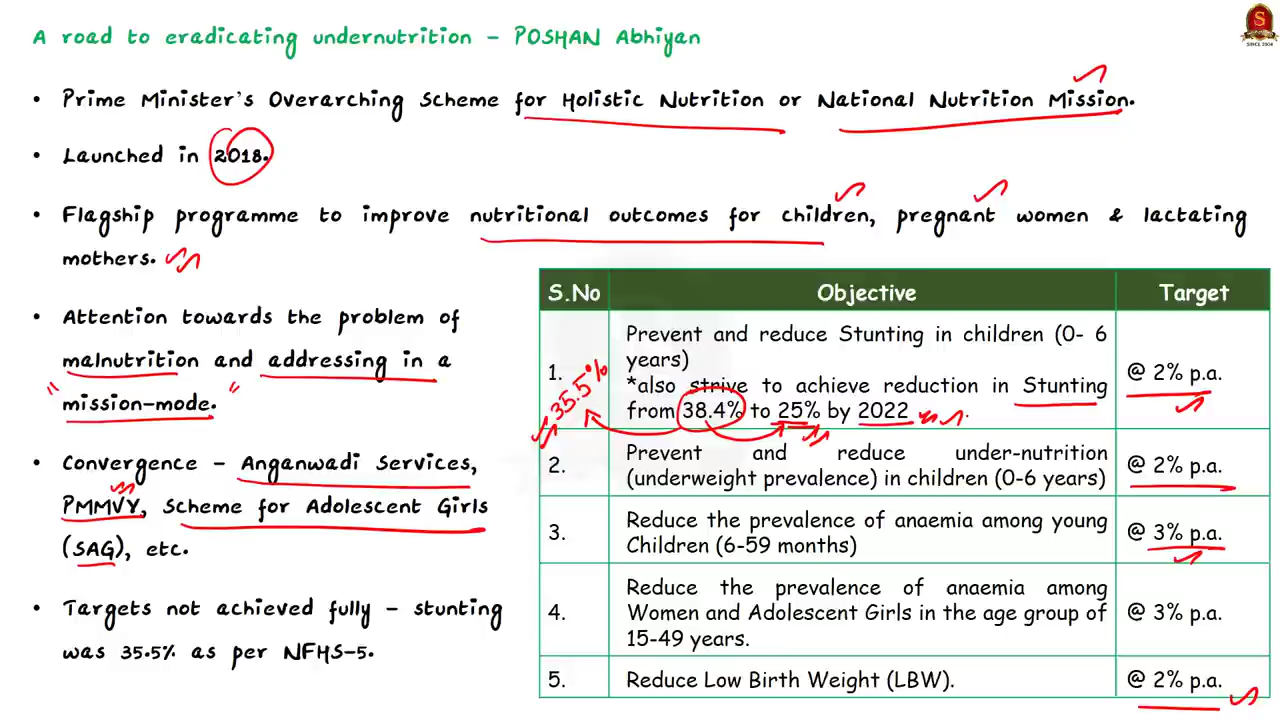 A road to eradicating undernutrition – POSHAN Abhiyan
S
SINCE 2004
• Prime Minister's Overarching Scheme for Holistic Nutrition or National Nutrition Mission.
• Launched in 2018.
• Flagship programme to improve nutritional outcomes for children, pregnant women & lactating
mothers.
• Attention towards the problem of
malnutrition and addressing in a
"mission-mode."
• Convergence – Anganwadi Services,
PMMVY, Scheme for Adolescent Girls
(SAG), etc.
• Targets not achieved fully – stunting
was 35.5% as per NFHS-5.
S.No Objective Target
1. Prevent and reduce Stunting in children (0- 6
years)
*also strive to achieve reduction in Stunting
from 38.4% to 25% by 2022
@ 2% p.a.
35.5%
2. Prevent and reduce under-nutrition
(underweight prevalence) in children (0-6 years)
@ 2% p.a.
3. Reduce the prevalence of anaemia among young
Children (6-59 months)
@ 3% p.a.
4. Reduce the prevalence of anaemia among
Women and Adolescent Girls in the age group of
15-49 years.
@ 3% p.a.
5. Reduce Low Birth Weight (LBW).
@ 2% p.a.